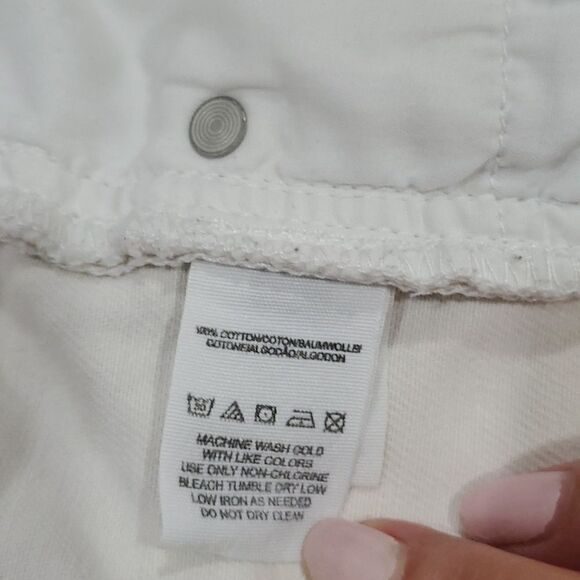 100% COTTON/COTON/BAUMWOLLE/
COTONE/ALGODÃO/ALGODON
30
MACHINE WASH COLD
WITH LIKE COLORS
USE ONLY NON-CHLORINE
BLEACH TUMBLE DRY LOW
LOW IRON AS NEEDED
DO NOT DRY CLEAN